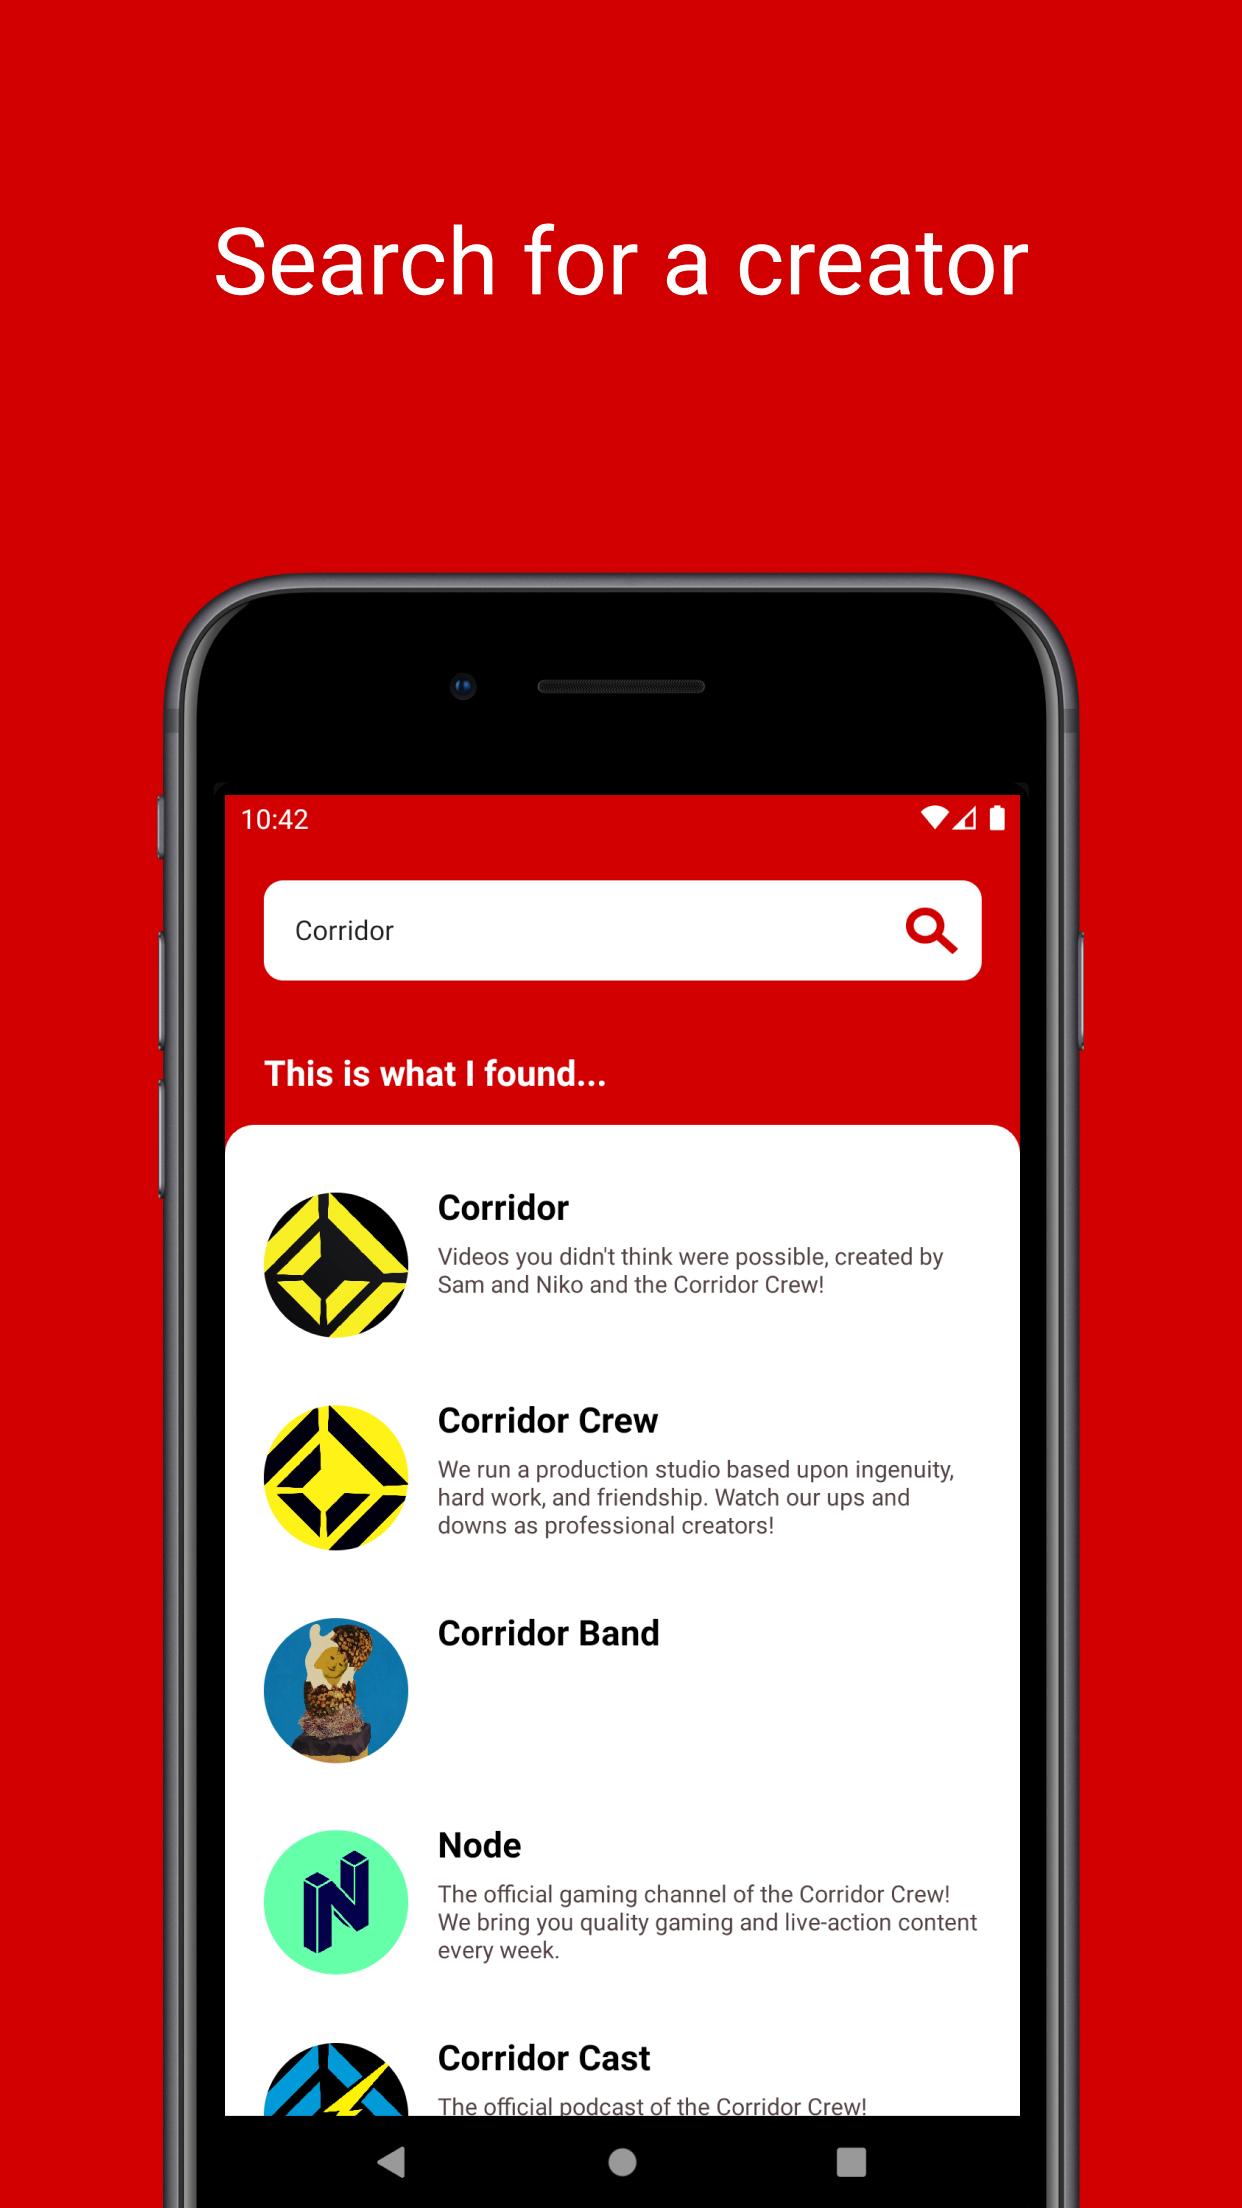 Search for a creator
10:42
Corridor
This is what I found...
Corridor
Videos you didn't think were possible, created by
Sam and Niko and the Corridor Crew!
Corridor Crew
We run a production studio based upon ingenuity,
hard work, and friendship. Watch our ups and
downs as professional creators!
Corridor Band
Node
The official gaming channel of the Corridor Crew!
We bring you quality gaming and live-action content
every week.
Corridor Cast
The official podcast of the Corridor Crew!